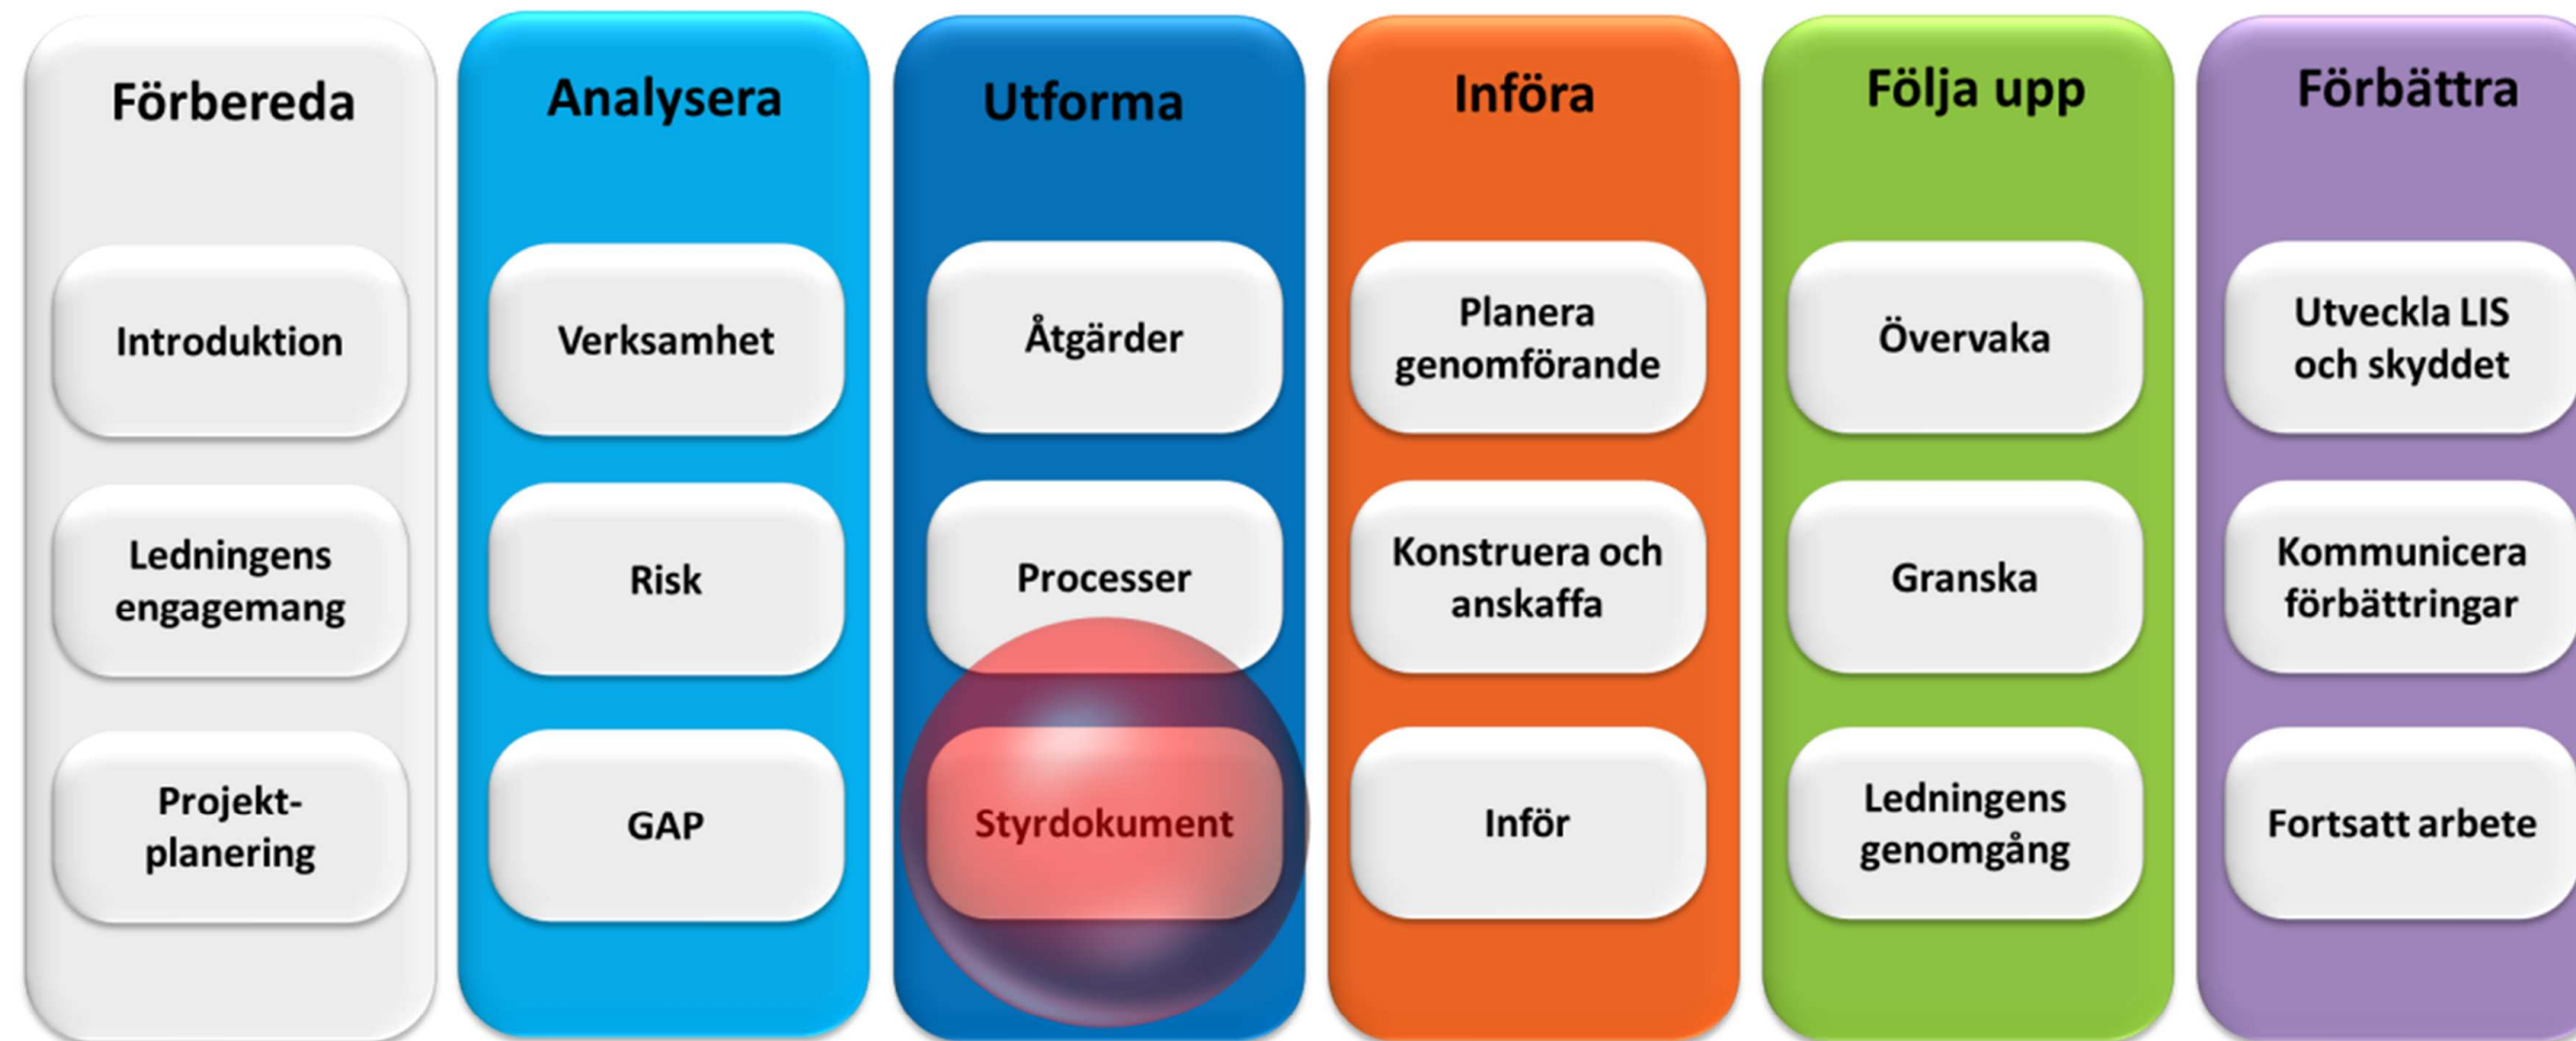 Förbereda
Introduktion
Ledningens
engagemang
Projekt-
planering
Analysera
Verksamhet
Risk
GAP
Utforma
Åtgärder
Processer
Styrdokument
Införa
Planera
genomförande
Konstruera och
anskaffa
Inför
Följa upp
Övervaka
Granska
Ledningens
genomgång
Förbättra
Utveckla LIS
och skyddet
Kommunicera
förbättringar
Fortsatt arbete